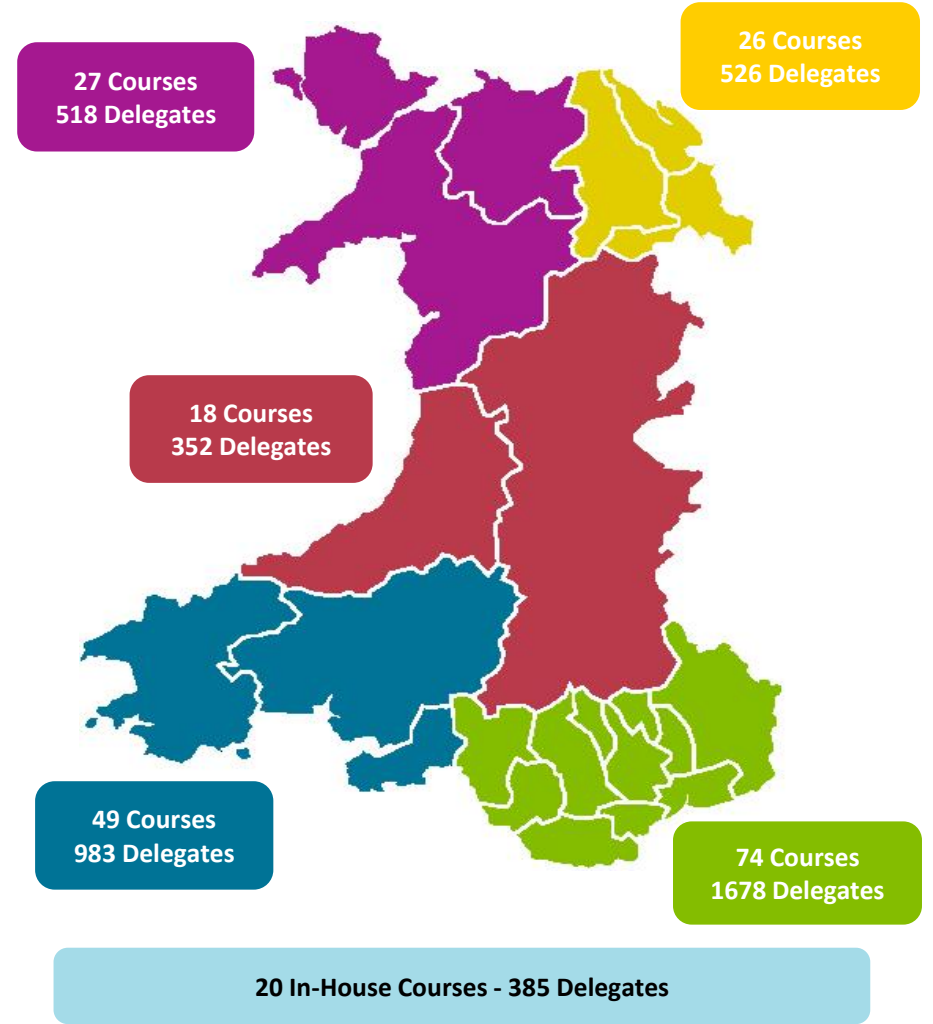 26 Courses
526 Delegates
27 Courses
518 Delegates
18 Courses
352 Delegates
49 Courses
983 Delegates
74 Courses
1678 Delegates
20 In-House Courses - 385 Delegates